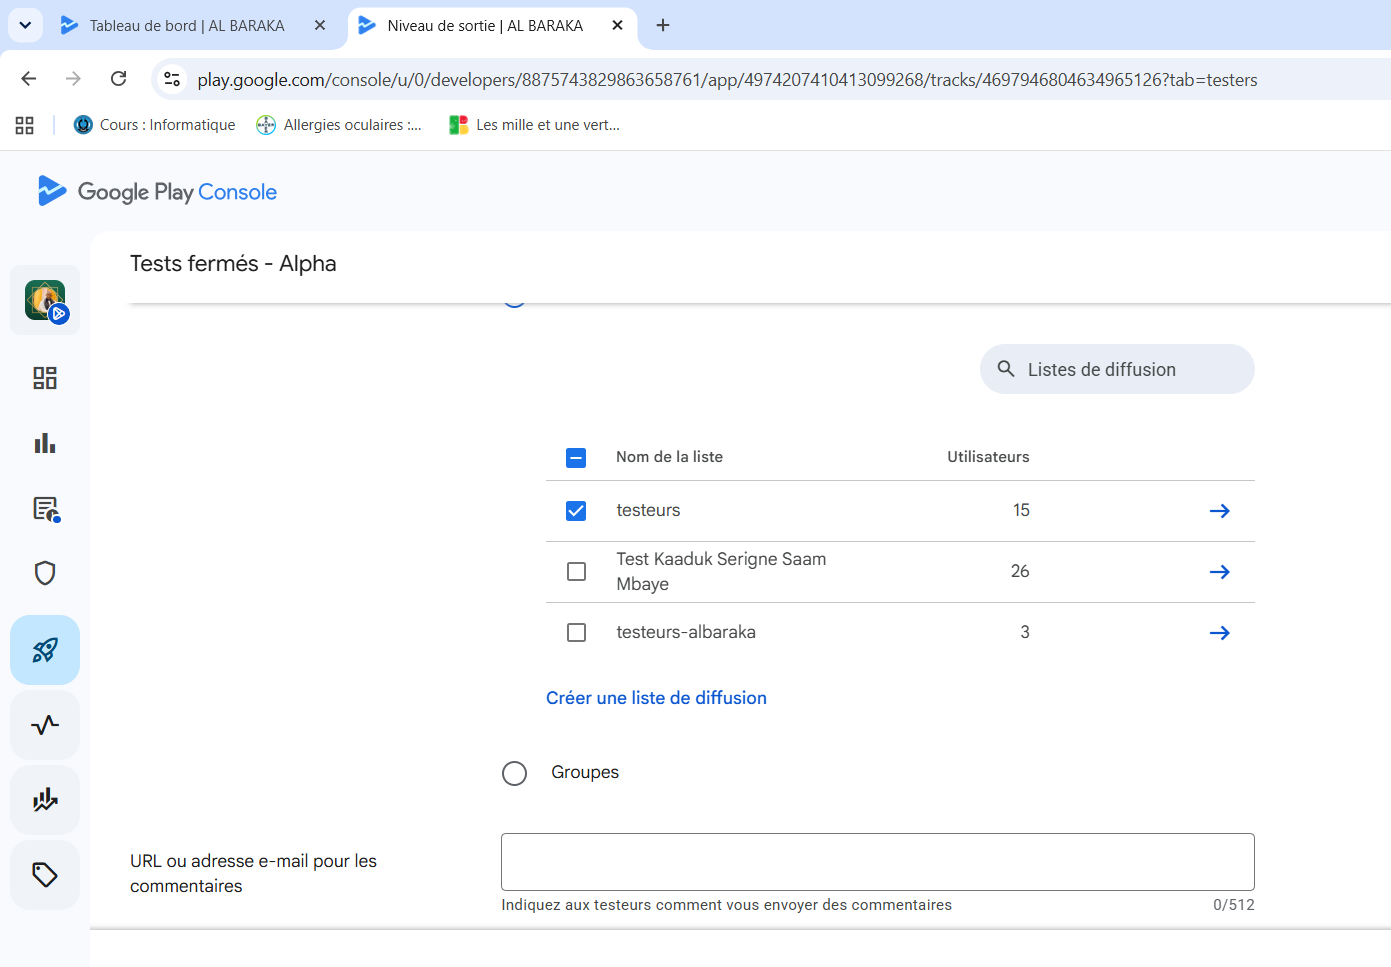 Tableau de bord | AL BARAKA
Niveau de sortie | AL BARAKA
play.google.com/console/u/0/developers/8875743829863658761/app/4974207410413099268/tracks/4697946804634965126?tab=testers
Cours : Informatique
Allergies oculaires :...
Les mille et une vert...
Google Play Console
Tests fermés - Alpha
Listes de diffusion
Nom de la liste Utilisateurs
testeurs 15
Test Kaaduk Serigne Saam
Mbaye
26
testeurs-albaraka 3
Créer une liste de diffusion
Groupes
URL ou adresse e-mail pour les
commentaires
Indiquez aux testeurs comment vous envoyer des commentaires 0/512